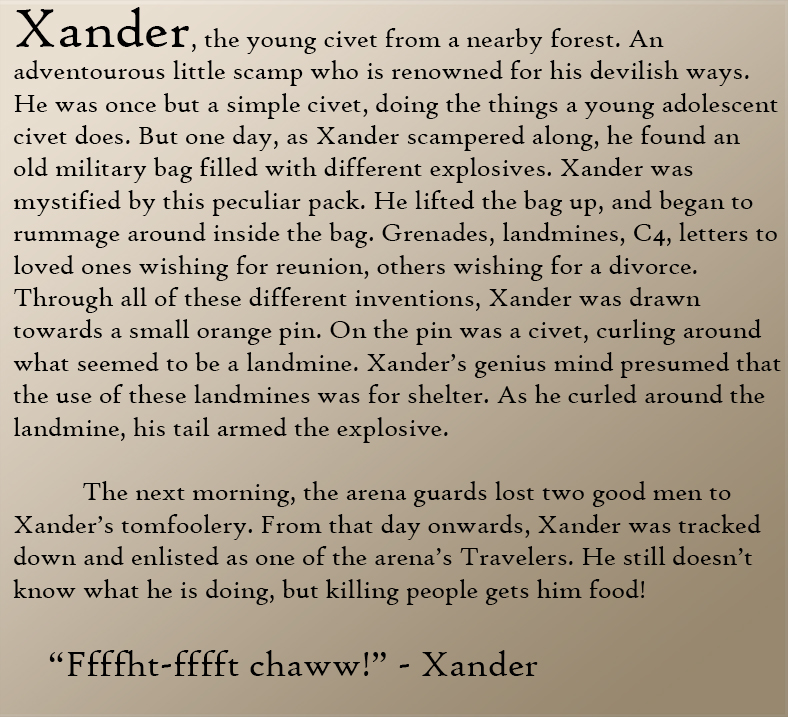 Xander, the young civet from a nearby forest. An
adventourous little scamp who is renowned for his devilish ways.
He was once but a simple civet, doing the things a young adolescent
civet does. But one day, as Xander scampered along, he found an
old military bag filled with different explosives. Xander was
mystified by this peculiar pack. He lifted the bag up, and began to
rummage around inside the bag. Grenades, landmines, C4, letters to
loved ones wishing for reunion, others wishing for a divorce.
Through all of these different inventions, Xander was drawn
towards a small orange pin. On the pin was a civet, curling around
what seemed to be a landmine. Xander’s genius mind presumed that
the use of these landmines was for shelter. As he curled around the
landmine, his tail armed the explosive.
The next morning, the arena guards lost two good men to
Xander’s tomfoolery. From that day onwards, Xander was tracked
down and enlisted as one of the arena’s Travelers. He still doesn’t
know what he is doing, but killing people gets him food!
“Ffffht-fffft chaww!” - Xander